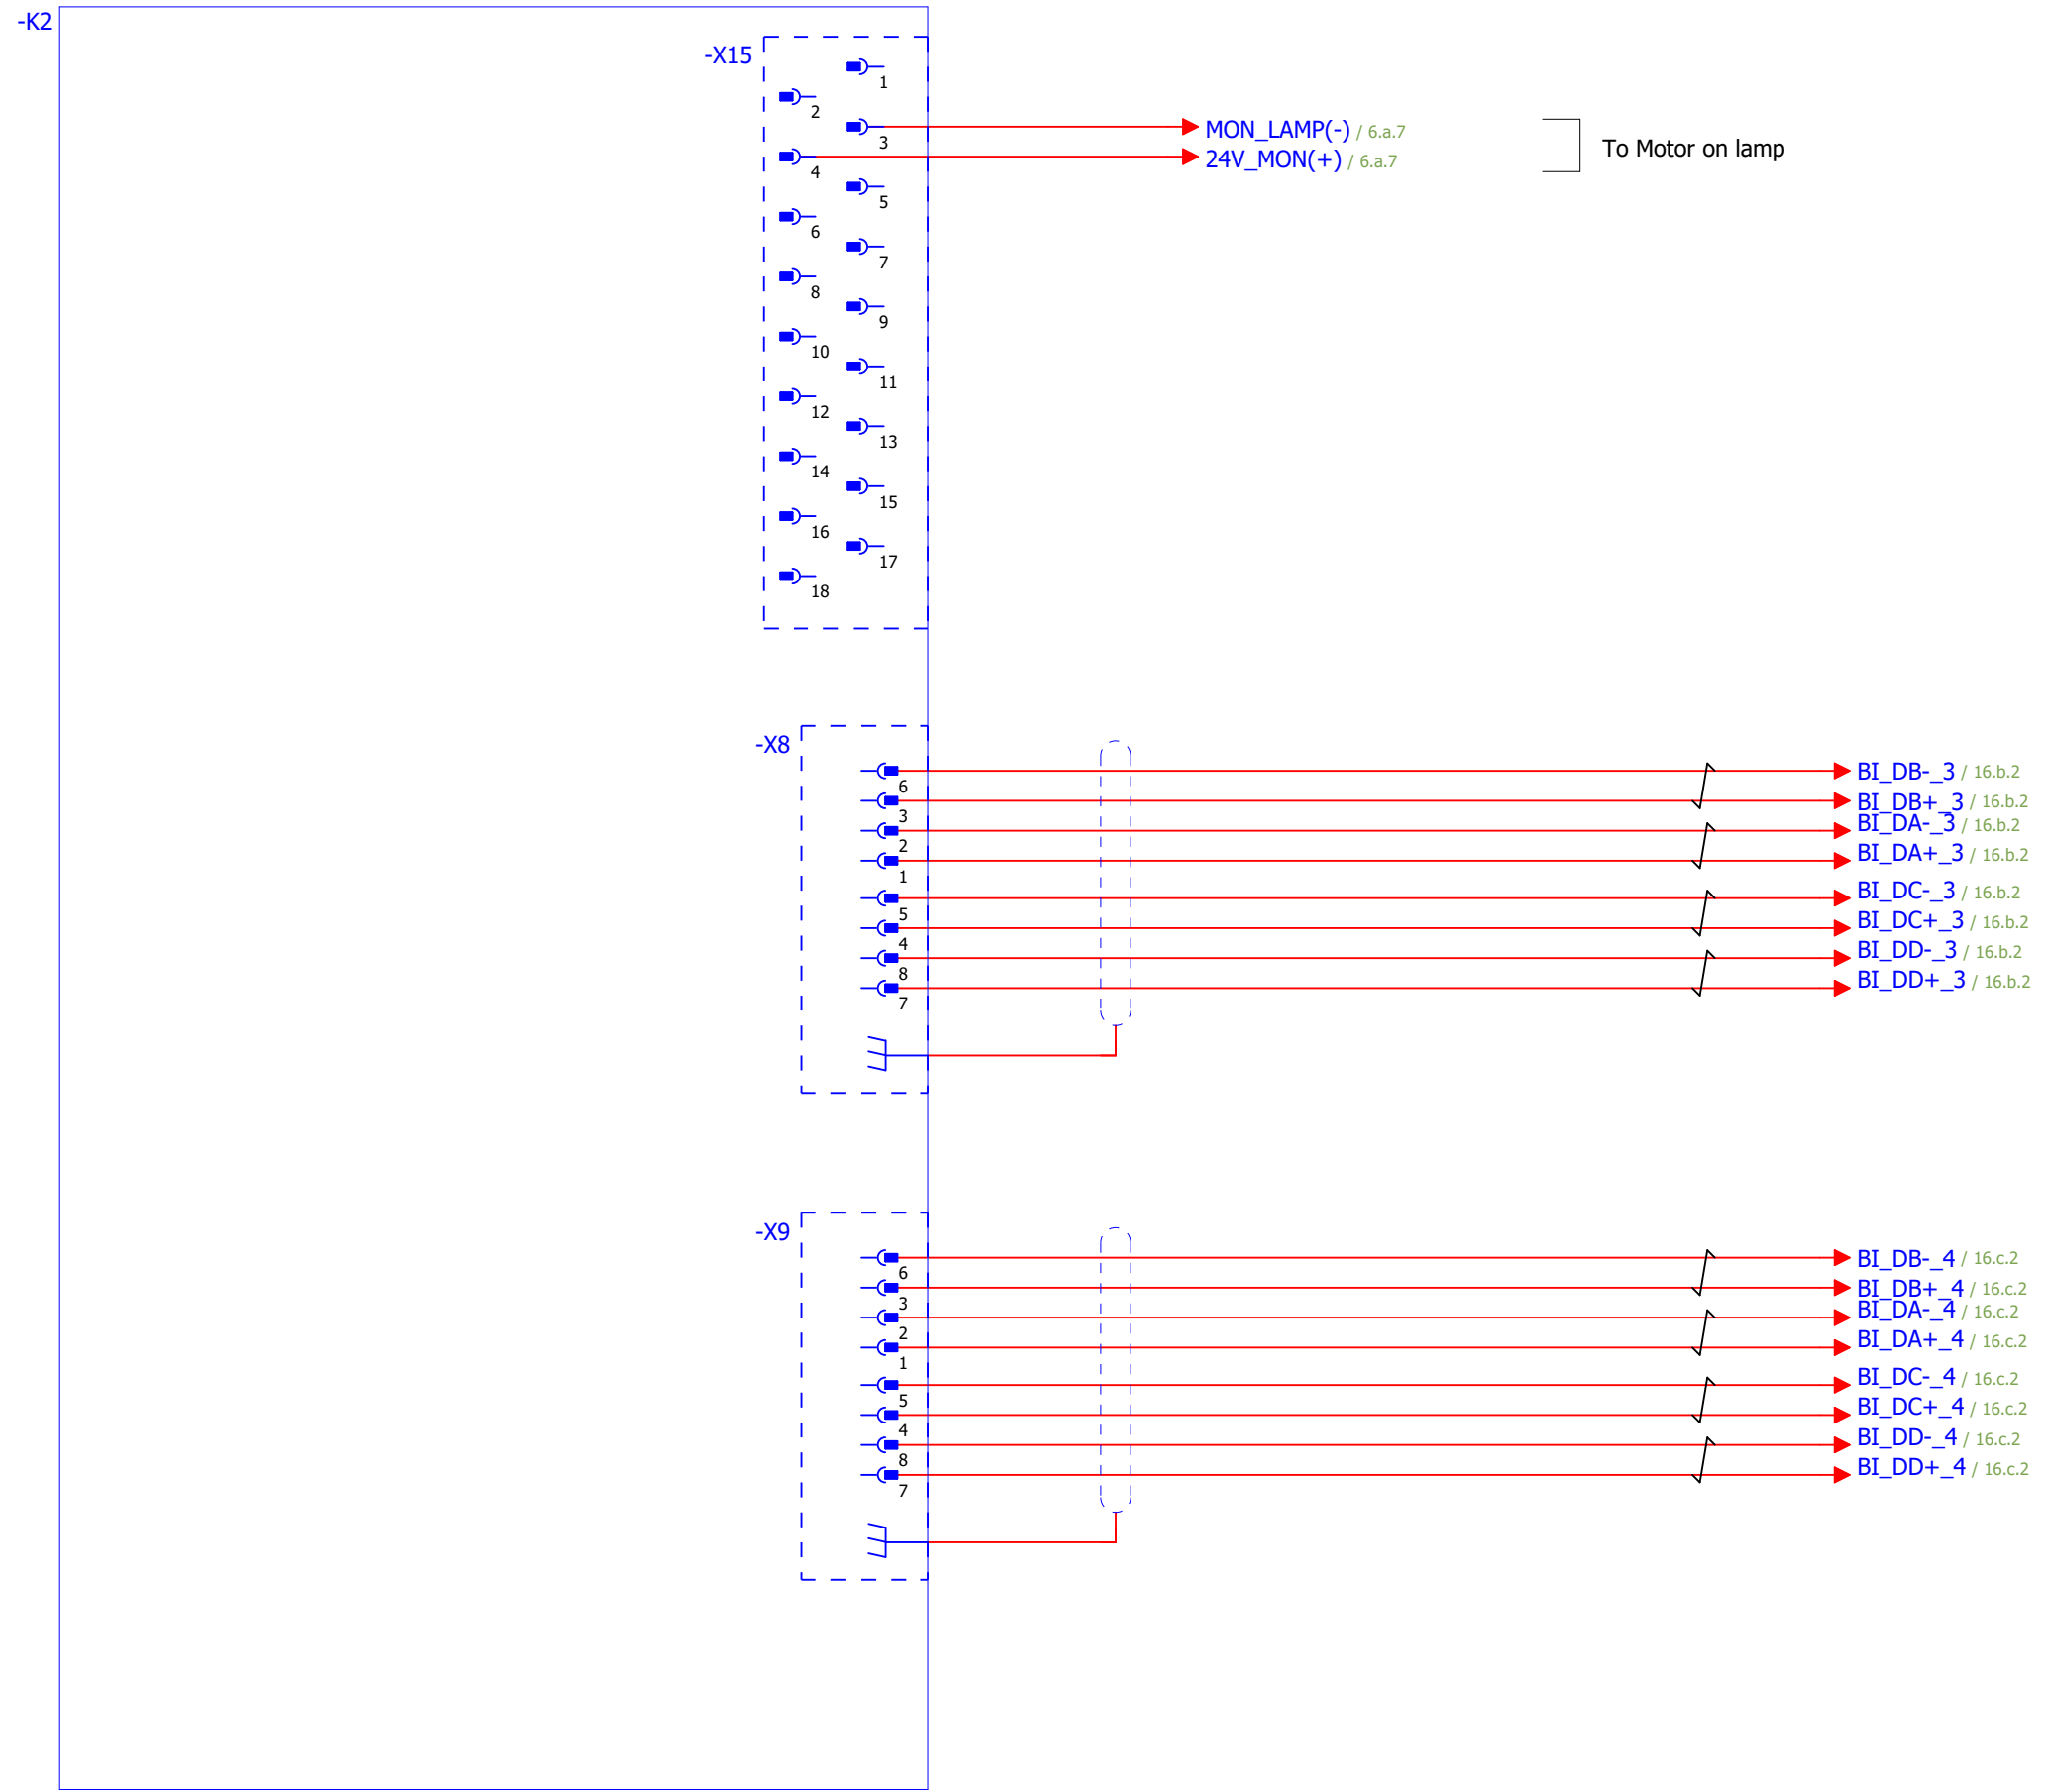 -K2
-X15
1
2
3
MON_LAMP(-) / 6.a.7
To Motor on lamp
4
24V_MON(+) / 6.a.7
5
6
7
8
9
10
11
12
13
14
15
16
17
18
-X8
6
BI_DB-_3 / 16.b.2
3
BI_DB+_3 / 16.b.2
2
BI_DA-_3 / 16.b.2
1
BI_DA+_3 / 16.b.2
5
BI_DC-_3 / 16.b.2
4
BI_DC+_3 / 16.b.2
8
BI_DD-_3 / 16.b.2
7
BI_DD+_3 / 16.b.2
-X9
6
BI_DB-_4 / 16.c.2
3
BI_DB+_4 / 16.c.2
2
BI_DA-_4 / 16.c.2
1
BI_DA+_4 / 16.c.2
5
BI_DC-_4 / 16.c.2
4
BI_DC+_4 / 16.c.2
8
BI_DD-_4 / 16.c.2
7
BI_DD+_4 / 16.c.2